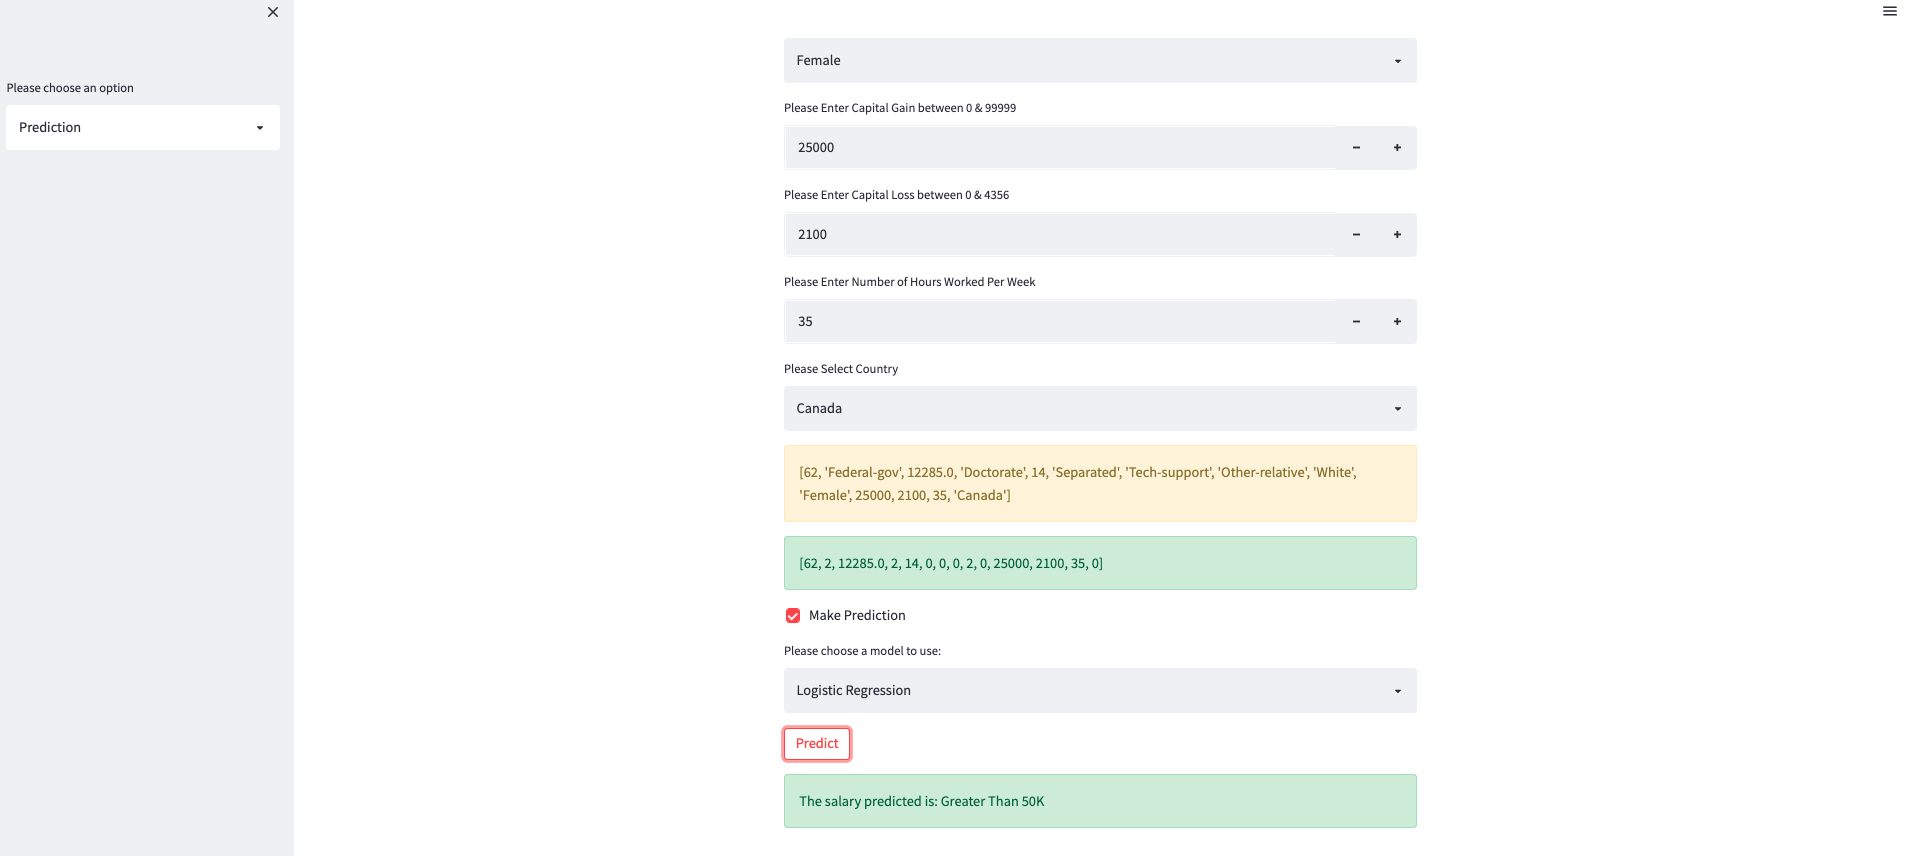 Please choose an option
Prediction
Female
Please Enter Capital Gain between 0 & 99999
25000
Please Enter Capital Loss between 0 & 4356
2100
Please Enter Number of Hours Worked Per Week
35
Please Select Country
Canada
[62, 'Federal-gov', 12285.0, 'Doctorate', 14, 'Separated', 'Tech-support', 'Other-relative', 'White',
'Female', 25000, 2100, 35, 'Canada']
[62, 2, 12285.0, 2, 14, 0, 0, 0, 2, 0, 25000, 2100, 35, 0]
Make Prediction
Please choose a model to use:
Logistic Regression
Predict
The salary predicted is: Greater Than 50K